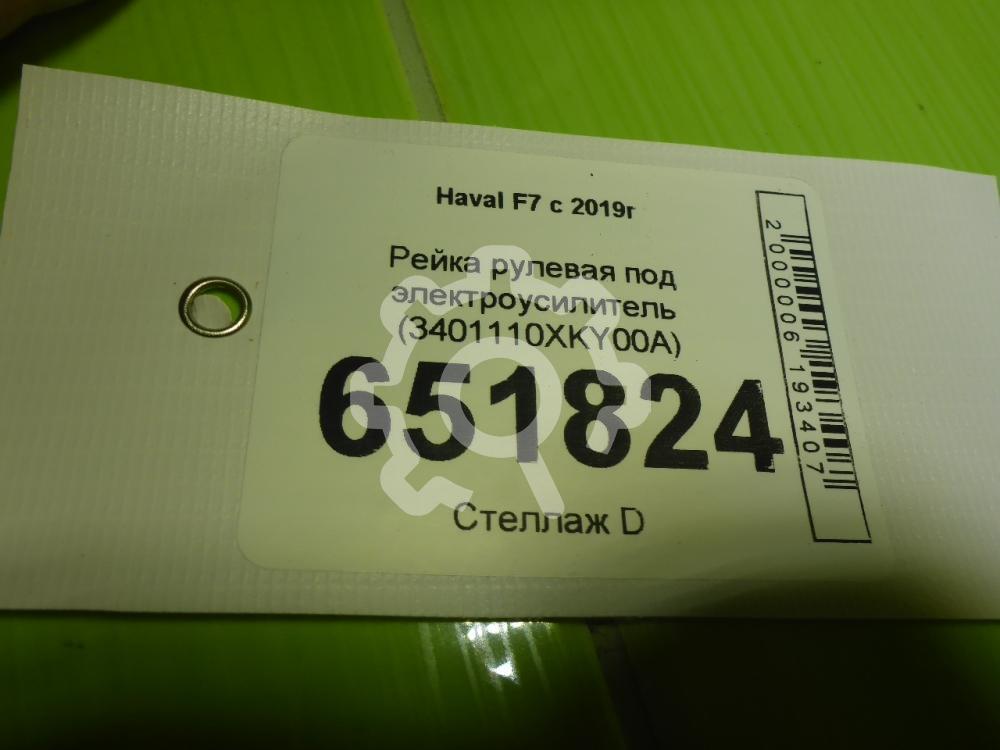 Haval F7 с 2019г
Рейка рулевая под
электроусилитель
(3401110XKY00A)
651824
Стеллаж D
2000006193407